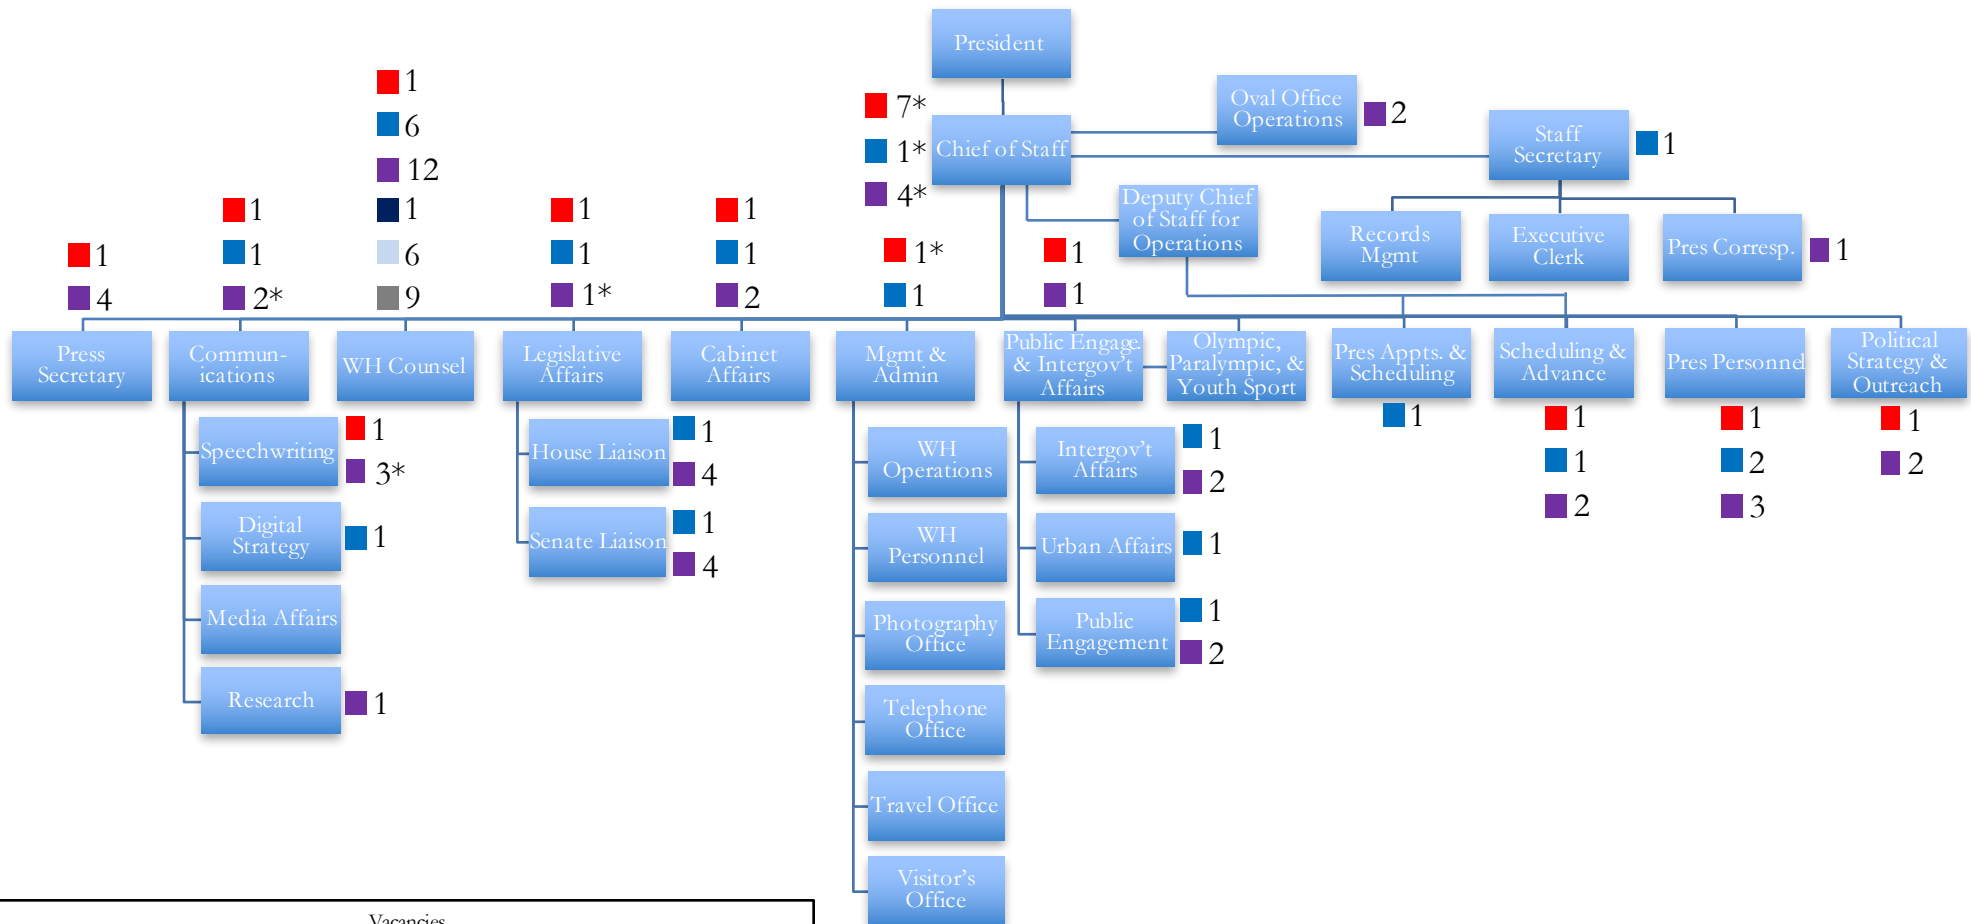 President
7*
1*
4*
Chief of Staff
Oval Office
Operations
2
Staff
Secretary
1
Deputy Chief
of Staff for
Operations
Records
Mgmt
Executive
Clerk
Pres Corresp.
1
1
4
Press
Secretary
1
1
2*
Commun-
ications
1
6
12
1
6
9
WH Counsel
1
1
1*
Legislative
Affairs
1
1
2
Cabinet
Affairs
1*
1
Mgmt &
Admin
1
1
Public Engage.
& Intergov't
Affairs
Olympic,
Paralympic, &
Youth Sport
Pres Appts. &
Scheduling
1
Scheduling &
Advance
1
1
2
Pres Personnel
1
2
3
Political
Strategy &
Outreach
1
2
Speechwriting
1
3*
Digital
Strategy
1
Media Affairs
Research
1
House Liaison
1
4
Senate Liaison
1
4
WH
Operations
WH
Personnel
Photography
Office
Telephone
Office
Travel Office
Visitor's
Office
Intergov't
Affairs
1
2
Urban Affairs
1
Public
Engagement
1
2
Vacancies